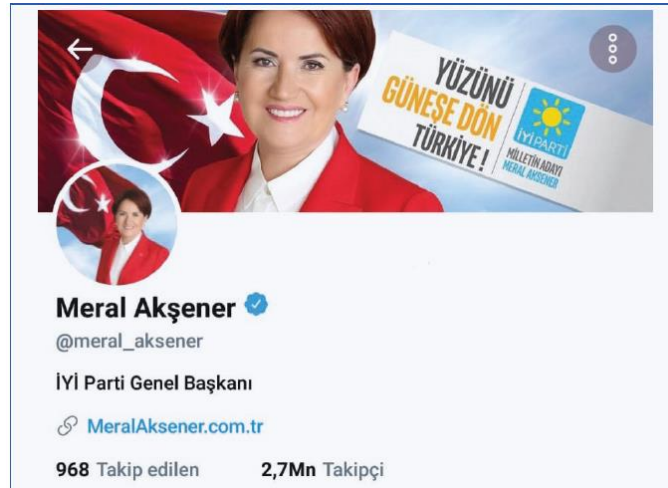 YÜZÜNÜ
GÜNEŞE DÖN
TÜRKİYE !
İYİ PARTİ
MİLLETİN ADAYI
MERAL AKŞENER
Meral Akşener
@meral_aksener
İYİ Parti Genel Başkanı
MeralAksener.com.tr
968 Takip edilen 2,7Mn Takipçi